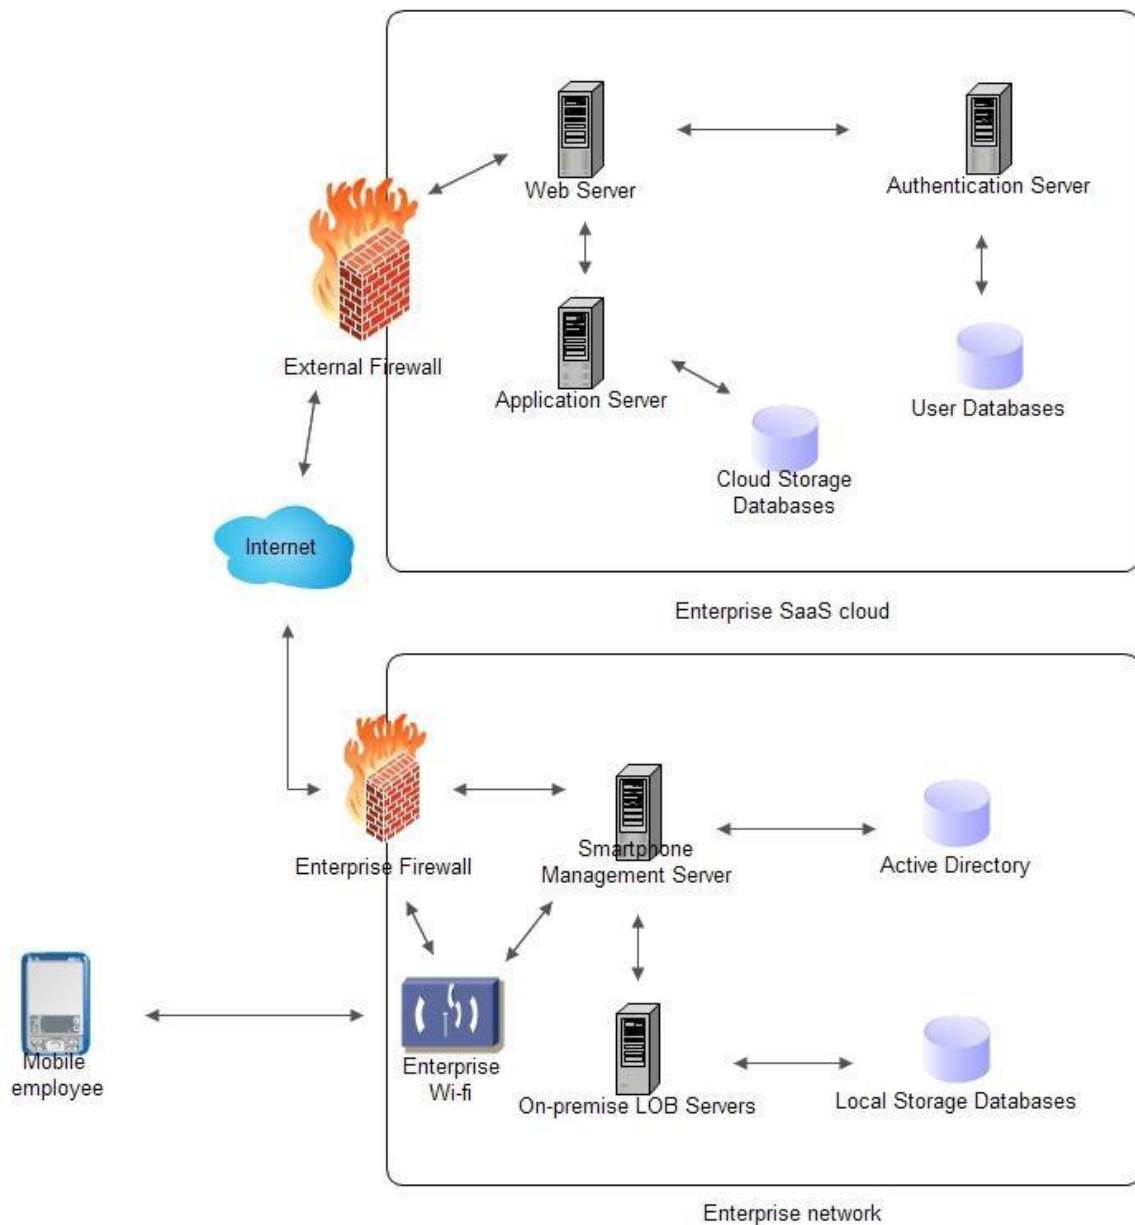 Web Server
Authentication Server
External Firewall
Application Server
User Databases
Cloud Storage
Databases
Internet
Enterprise SaaS cloud
Enterprise Firewall
Smartphone
Management Server
Active Directory
Mobile
employee
Enterprise
Wi-fi
On-premise LOB Servers
Local Storage Databases
Enterprise network